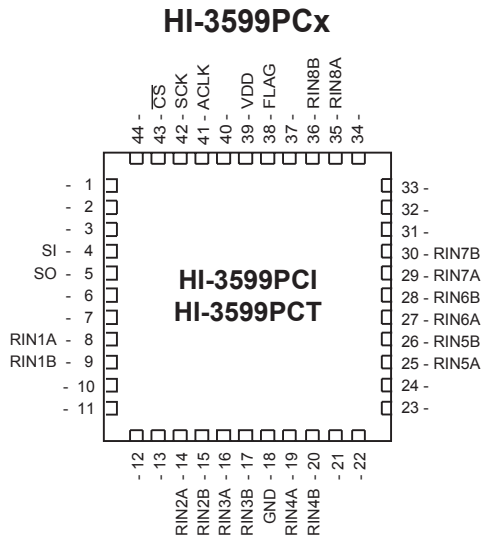 HI-3599PCx
44 -
43 - CS
42 - SCK
41 - ACLK
40 -
39 - VDD
38 - FLAG
37 -
36 - RIN8B
35 - RIN8A
34 -
- 1
- 2
- 3
SI - 4
SO - 5
- 6
- 7
RIN1A - 8
RIN1B - 9
- 10
- 11
HI-3599PCI
HI-3599PCT
33 -
32 -
31 -
30 - RIN7B
29 - RIN7A
28 - RIN6B
27 - RIN6A
26 - RIN5B
25 - RIN5A
24 -
23 -
- 12
- 13
RIN2A - 14
RIN2B - 15
RIN3A - 16
RIN3B - 17
GND - 18
RIN4A - 19
RIN4B - 20
- 21
- 22